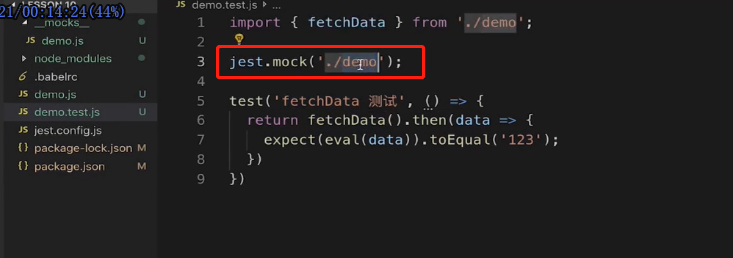 21/00:14:24(44%)
LESSON 10
__mocks__
JS demo.js U
node_modules
.babelrc
JS demo.js U
JS demo.test.js U
JS jest.config.js
{} package-lock.json M
{} package.json M
JS demo.test.js > ...
1 import { fetchData } from './demo';
2
3 jest.mock('./demo');
4
5 test('fetchData 测试', () => {
6 return fetchData().then(data => {
7 expect(eval(data)).toEqual('123');
8 })
9 })